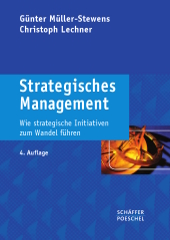 Günter Müller-Stewens
Christoph Lechner
Strategisches
Management
Wie strategische Initiativen
zum Wandel führen
4. Auflage
SCHÄFFER
POESCHEL